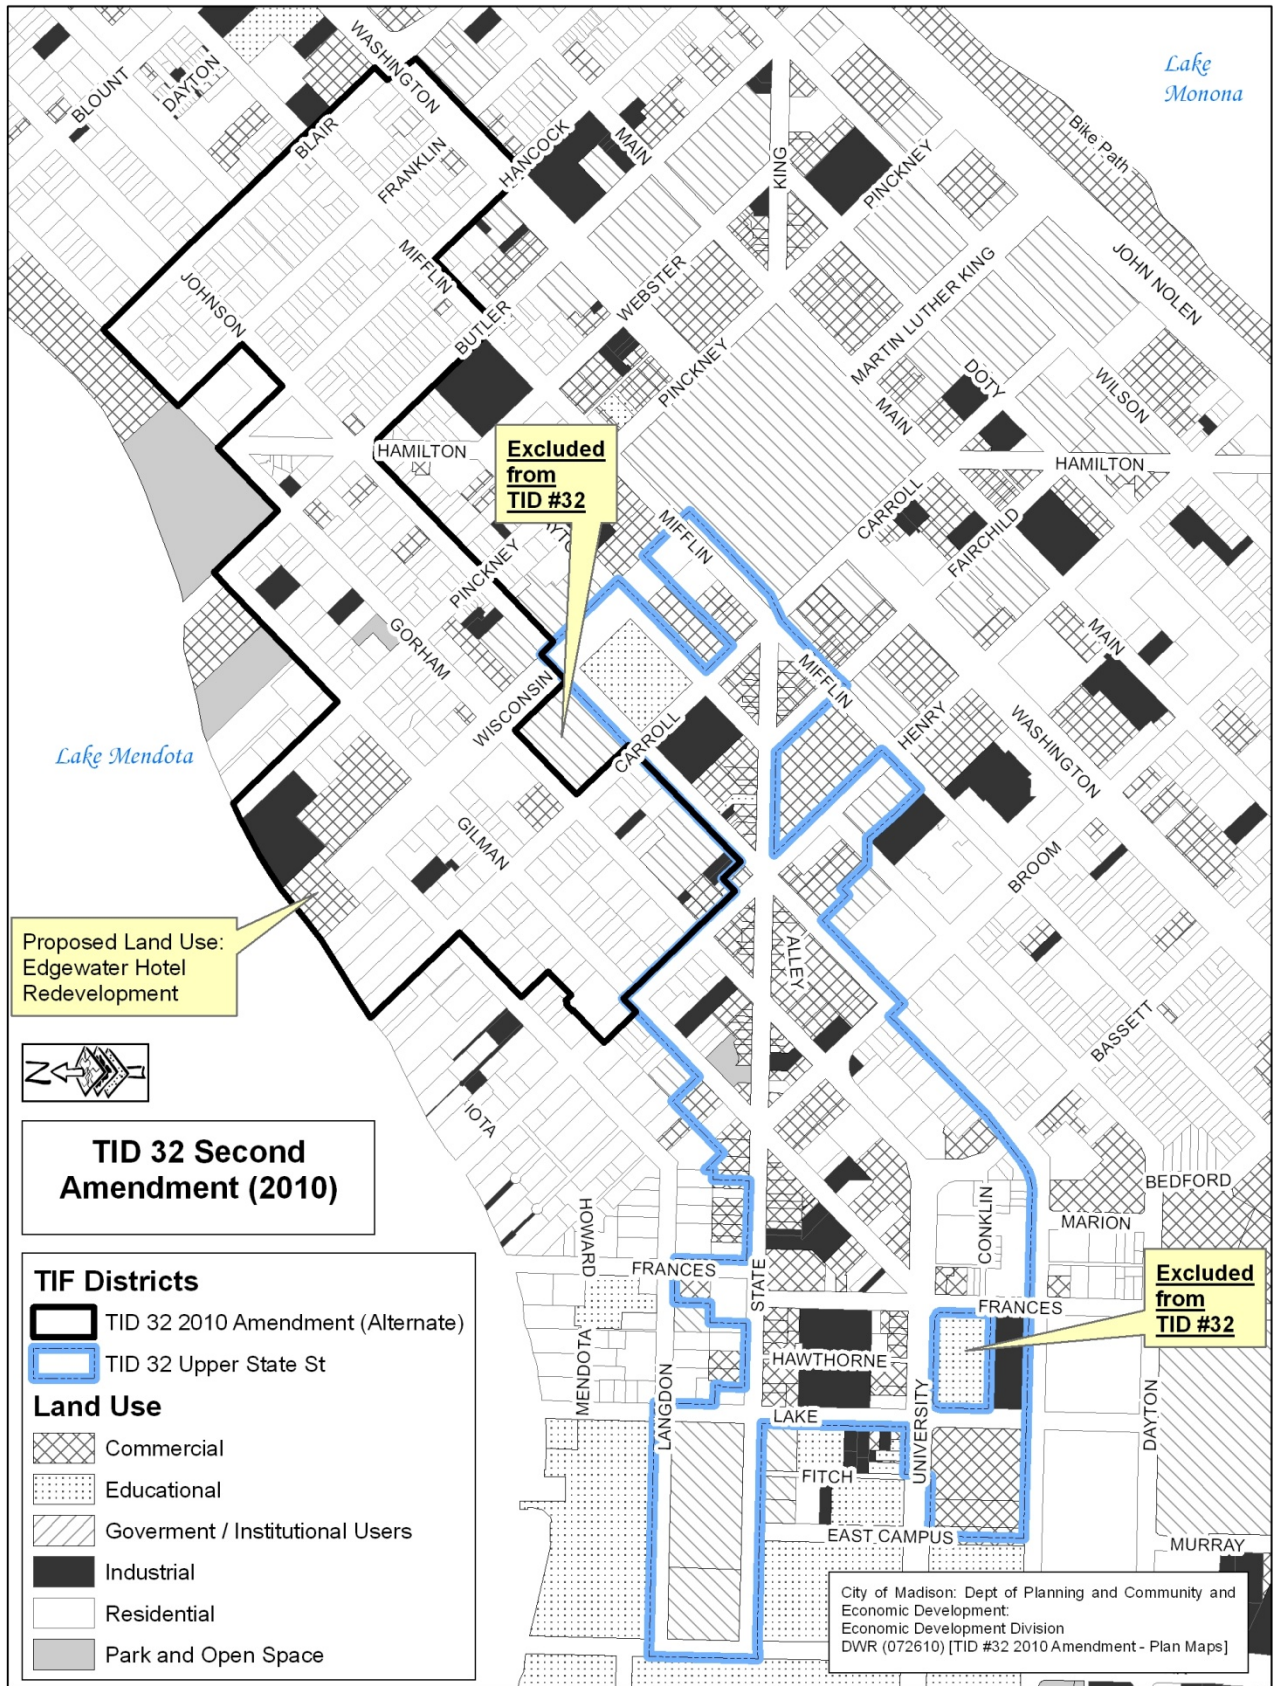 WASHINGTON
Lake
Monona
BLOUNT
DAYTON
BLAIR
FRANKLIN
HANCOCK
MAIN
KING
PINCKNEY
Bike Path
JOHNSON
MIFFLIN
BUTLER
WEBSTER
PINCKNEY
MARTIN LUTHER KING
JOHN NOLEN
MAIN
DOTY
WILSON
HAMILTON
Excluded
from
TID #32
HAMILTON
CARROLL
FAIRCHILD
MIFFLIN
PINCKNEY
GORHAM
WISCONSIN
CARROLL
MIFFLIN
HENRY
WASHINGTON
MAIN
Lake Mendota
GILMAN
BROOM
ALLEY
BASSETT
Proposed Land Use:
Edgewater Hotel
Redevelopment
N
IOTA
TID 32 Second
Amendment (2010)
BEDFORD
MARION
CONKLIN
HOWARD
FRANCES
STATE
FRANCES
Excluded
from
TID #32
MENDOTA
LANGDON
HAWTHORNE
LAKE
UNIVERSITY
DAYTON
FITCH
EAST CAMPUS
MURRAY
TIF Districts
TID 32 2010 Amendment (Alternate)
TID 32 Upper State St
Land Use
Commercial
Educational
Goverment / Institutional Users
Industrial
Residential
Park and Open Space
City of Madison: Dept of Planning and Community and
Economic Development:
Economic Development Division
DWR (072610) [TID #32 2010 Amendment - Plan Maps]